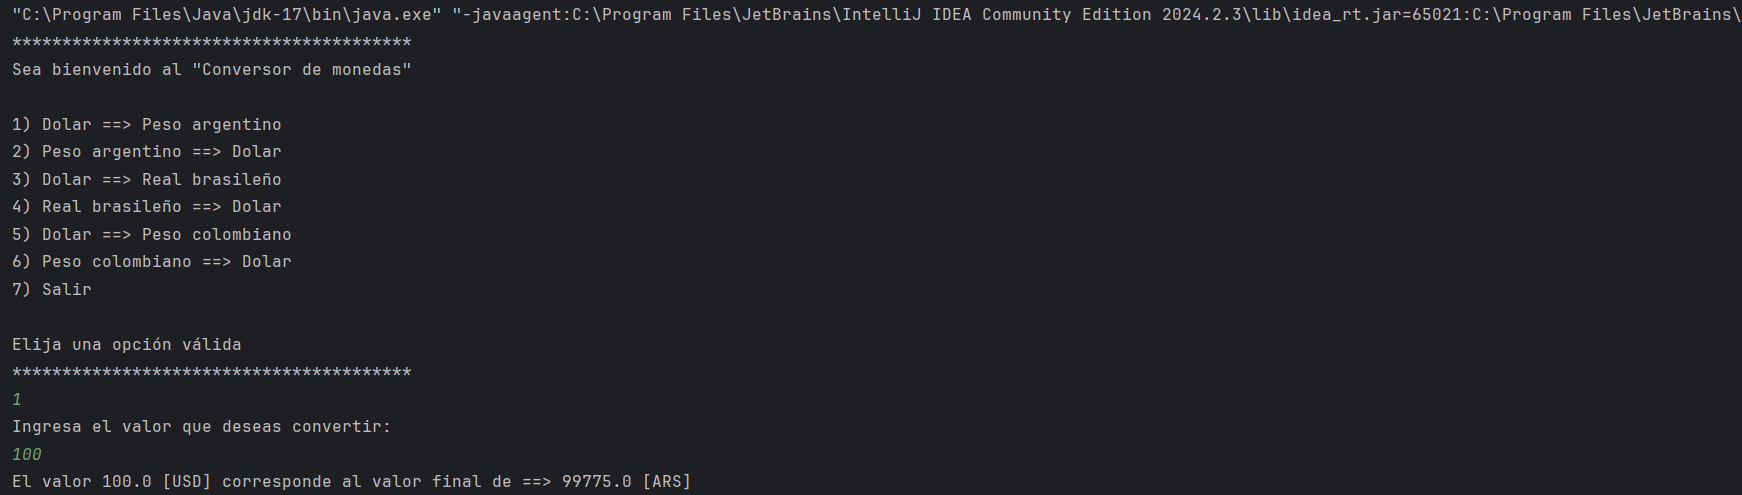 "C:\Program Files\Java\jdk-17\bin\java.exe" "-javaagent:C:\Program Files\JetBrains\IntelliJ IDEA Community Edition 2024.2.3\lib\idea_rt.jar=65021:C:\Program Files\JetBrains\
****************************************
Sea bienvenido al "Conversor de monedas"
1) Dolar ==> Peso argentino
2) Peso argentino ==> Dolar
3) Dolar ==> Real brasileño
4) Real brasileño ==> Dolar
5) Dolar ==> Peso colombiano
6) Peso colombiano ==> Dolar
7) Salir
Elija una opción válida
****************************************
1
Ingresa el valor que deseas convertir:
100
El valor 100.0 [USD] corresponde al valor final de ==> 99775.0 [ARS]